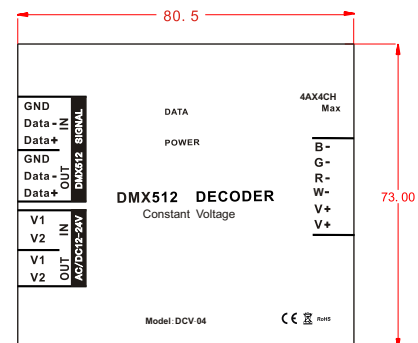 80.5
GND
Data-
Data+
IN
GND
Data-
Data+
OUT
DMX512 SIGNAL
V1
V2
IN
V1
V2
OUT
AC/DC12-24V
DATA
POWER
DMX512 DECODER
Constant Voltage
Model:DCV-04
4AX4CH
Max
B-
G-
R-
W-
V+
V+
CE RoHS
73.00